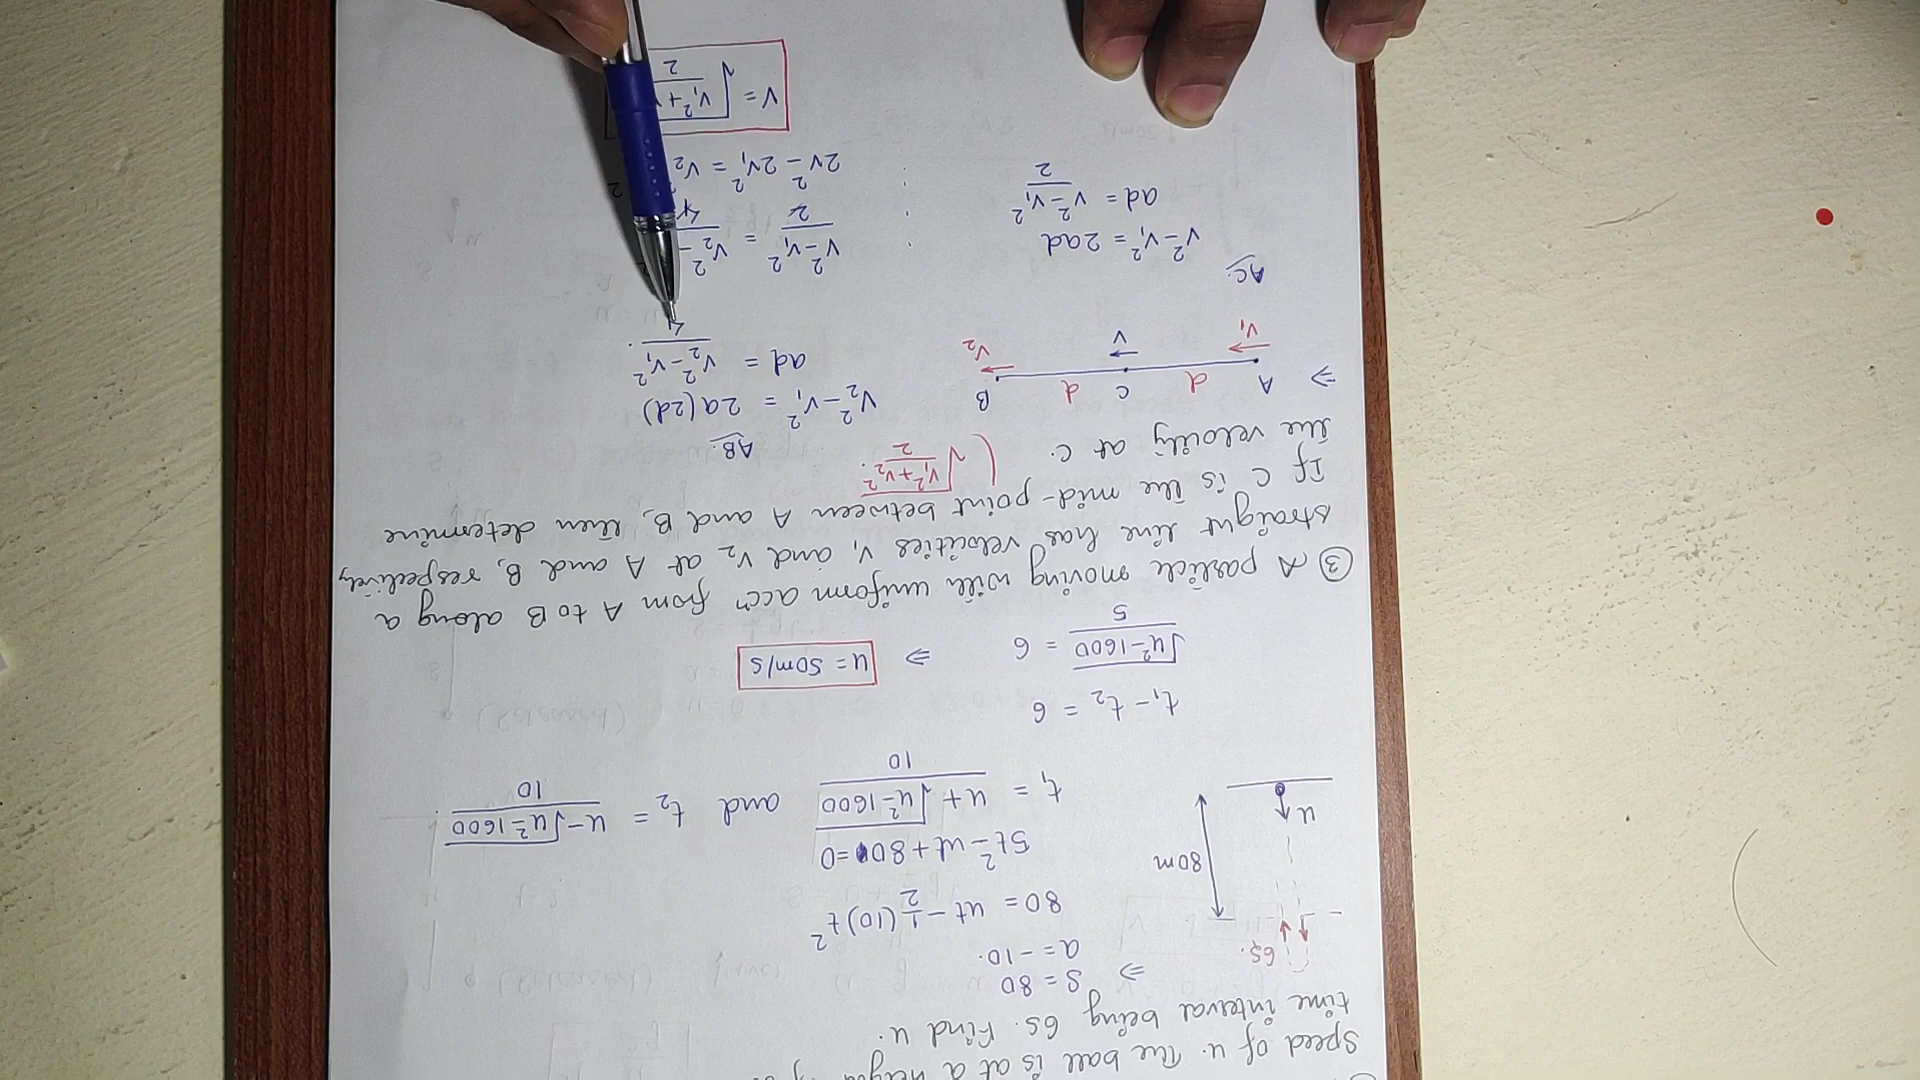 speed of u. The ball is at a
time interval being 6s. Find u.
⇒ S = 80
a = -10.
80 = ut - 1/2 (10)t²
5t² - ut + 80 = 0
t₁ = (u + √(u²-1600))/10 and t₂ = (u - √(u²-1600))/10
6s.
80m
u
t₁ - t₂ = 6
√(u²-1600)/5 = 6 ⇒ u = 50m/s
③ A particle moving with uniform accⁿ from A to B along a
straight line has velocities v₁ and v₂ at A and B, respectively
If C is the mid-point between A and B, then determine
the velocity at C. (√((v₁²+v₂²)/2).
⇒ A d C d B
v₁ v v₂
AC:
v² - v₁² = 2ad
ad = (v² - v₁²)/2
AB:
v₂² - v₁² = 2a(2d)
ad = (v₂² - v₁²)/4.
(v² - v₁²)/2 = (v₂² -
2v² - 2v₁² = v₂²
v = √(v₁² +
2